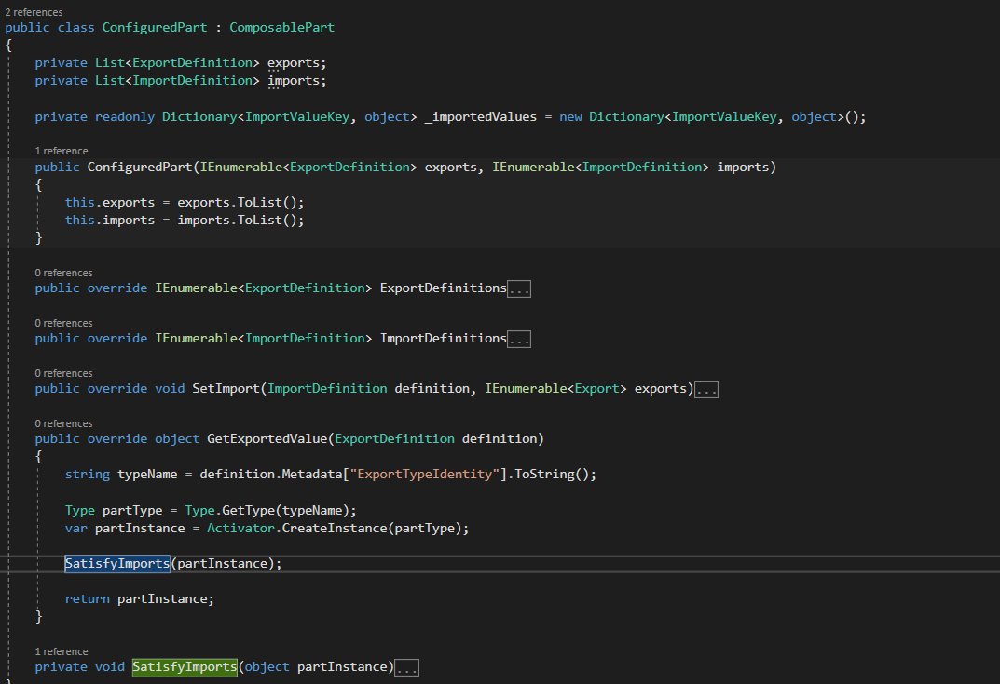 2 references
public class ConfiguredPart : ComposablePart
{
private List<ExportDefinition> exports;
private List<ImportDefinition> imports;
private readonly Dictionary<ImportValueKey, object> _importedValues = new Dictionary<ImportValueKey, object>();
1 reference
public ConfiguredPart(IEnumerable<ExportDefinition> exports, IEnumerable<ImportDefinition> imports)
{
this.exports = exports.ToList();
this.imports = imports.ToList();
}
0 references
public override IEnumerable<ExportDefinition> ExportDefinitions...
0 references
public override IEnumerable<ImportDefinition> ImportDefinitions...
0 references
public override void SetImport(ImportDefinition definition, IEnumerable<Export> exports)...
0 references
public override object GetExportedValue(ExportDefinition definition)
{
string typeName = definition.Metadata["ExportTypeIdentity"].ToString();
Type partType = Type.GetType(typeName);
var partInstance = Activator.CreateInstance(partType);
SatisfyImports(partInstance);
return partInstance;
}
1 reference
private void SatisfyImports(object partInstance)...
}